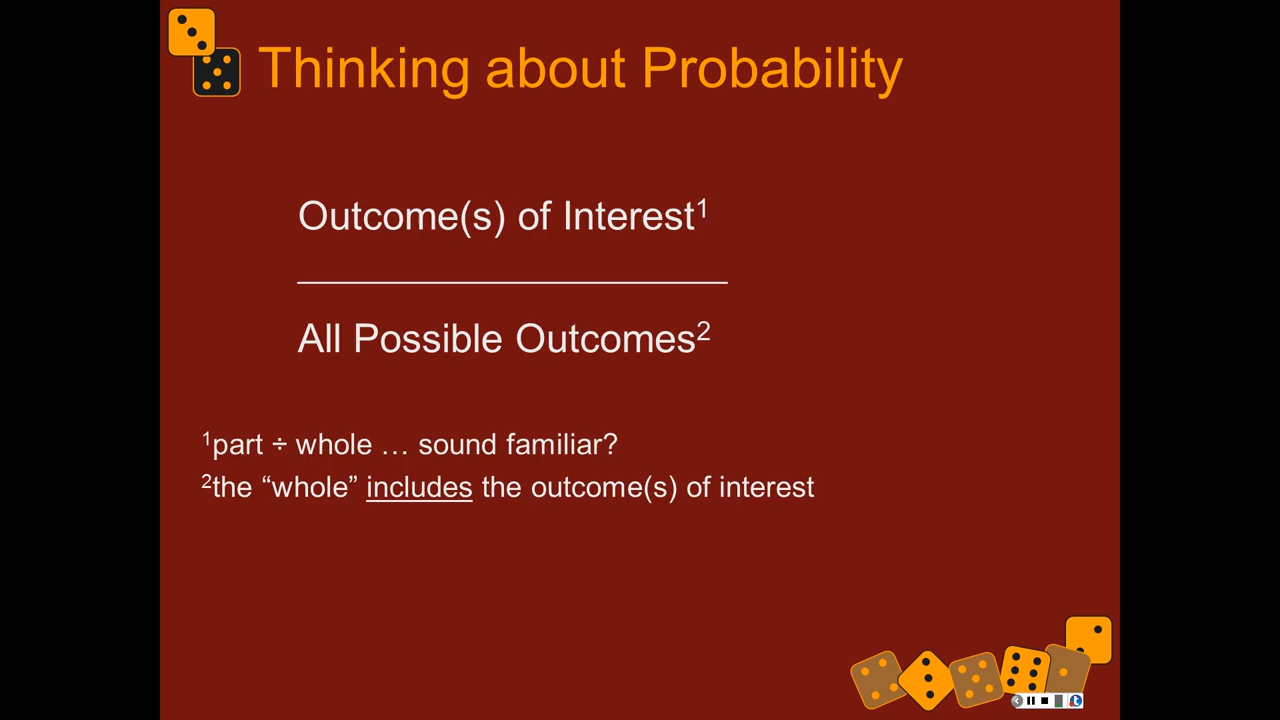 Thinking about Probability
Outcome(s) of Interest¹
All Possible Outcomes²
¹part ÷ whole … sound familiar?
²the “whole” includes the outcome(s) of interest